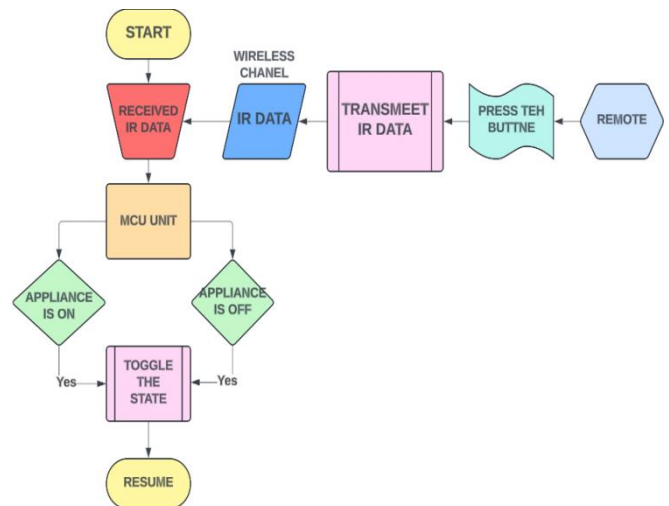 START
WIRELESS
CHANEL
RECEIVED
IR DATA
IR DATA
TRANSMEET
IR DATA
PRESS TEH
BUTTNE
REMOTE
MCU UNIT
APPLIANCE
IS ON
APPLIANCE
IS OFF
Yes
TOGGLE
THE
STATE
Yes
RESUME